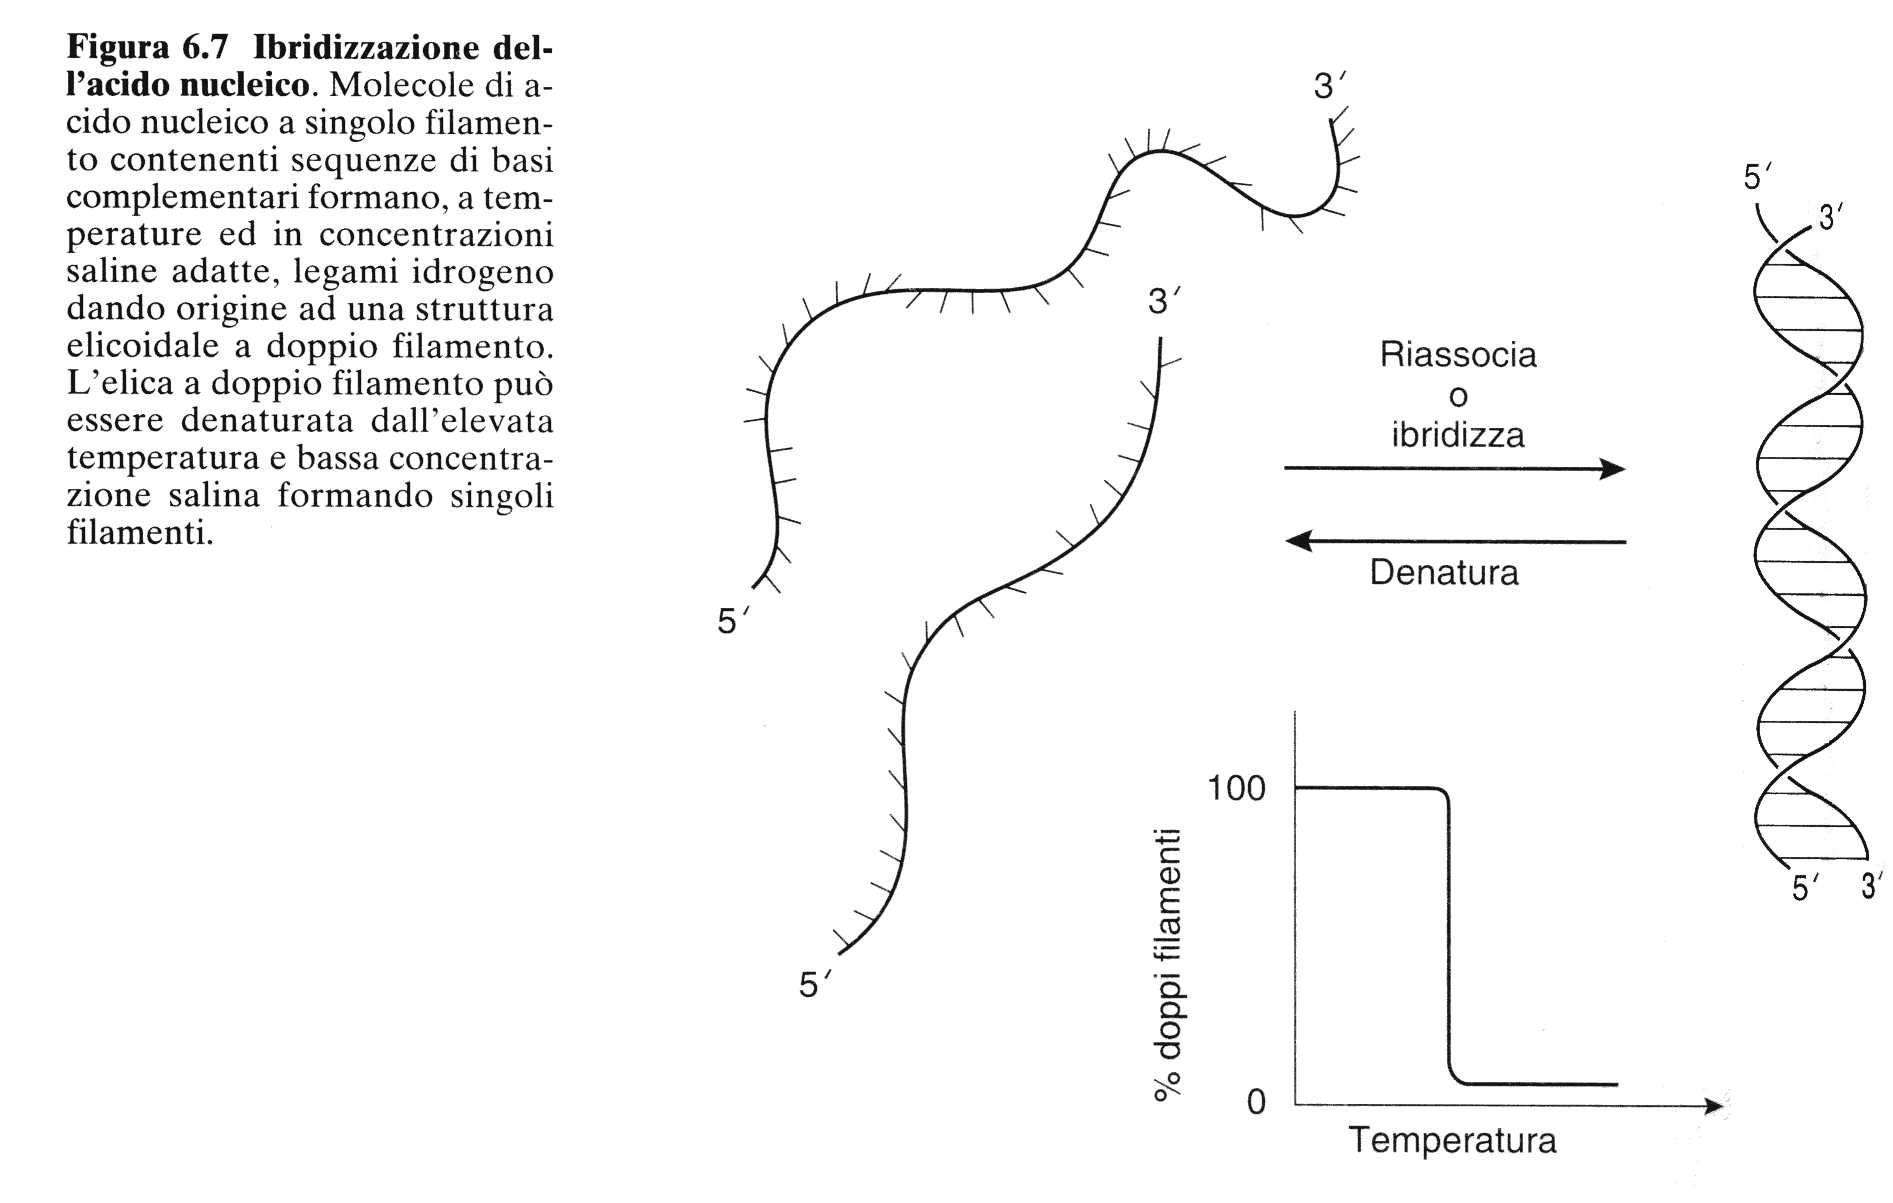 Figura 6.7 Ibridizzazione del-
l'acido nucleico. Molecole di a-
cido nucleico a singolo filamen-
to contenenti sequenze di basi
complementari formano, a tem-
perature ed in concentrazioni
saline adatte, legami idrogeno
dando origine ad una struttura
elicoidale a doppio filamento.
L'elica a doppio filamento può
essere denaturata dall'elevata
temperatura e bassa concentra-
zione salina formando singoli
filamenti.
3′
5′
3′
5′
Riassocia
o
ibridizza
Denatura
5′
3′
5′
3′
100
0
% doppi filamenti
Temperatura